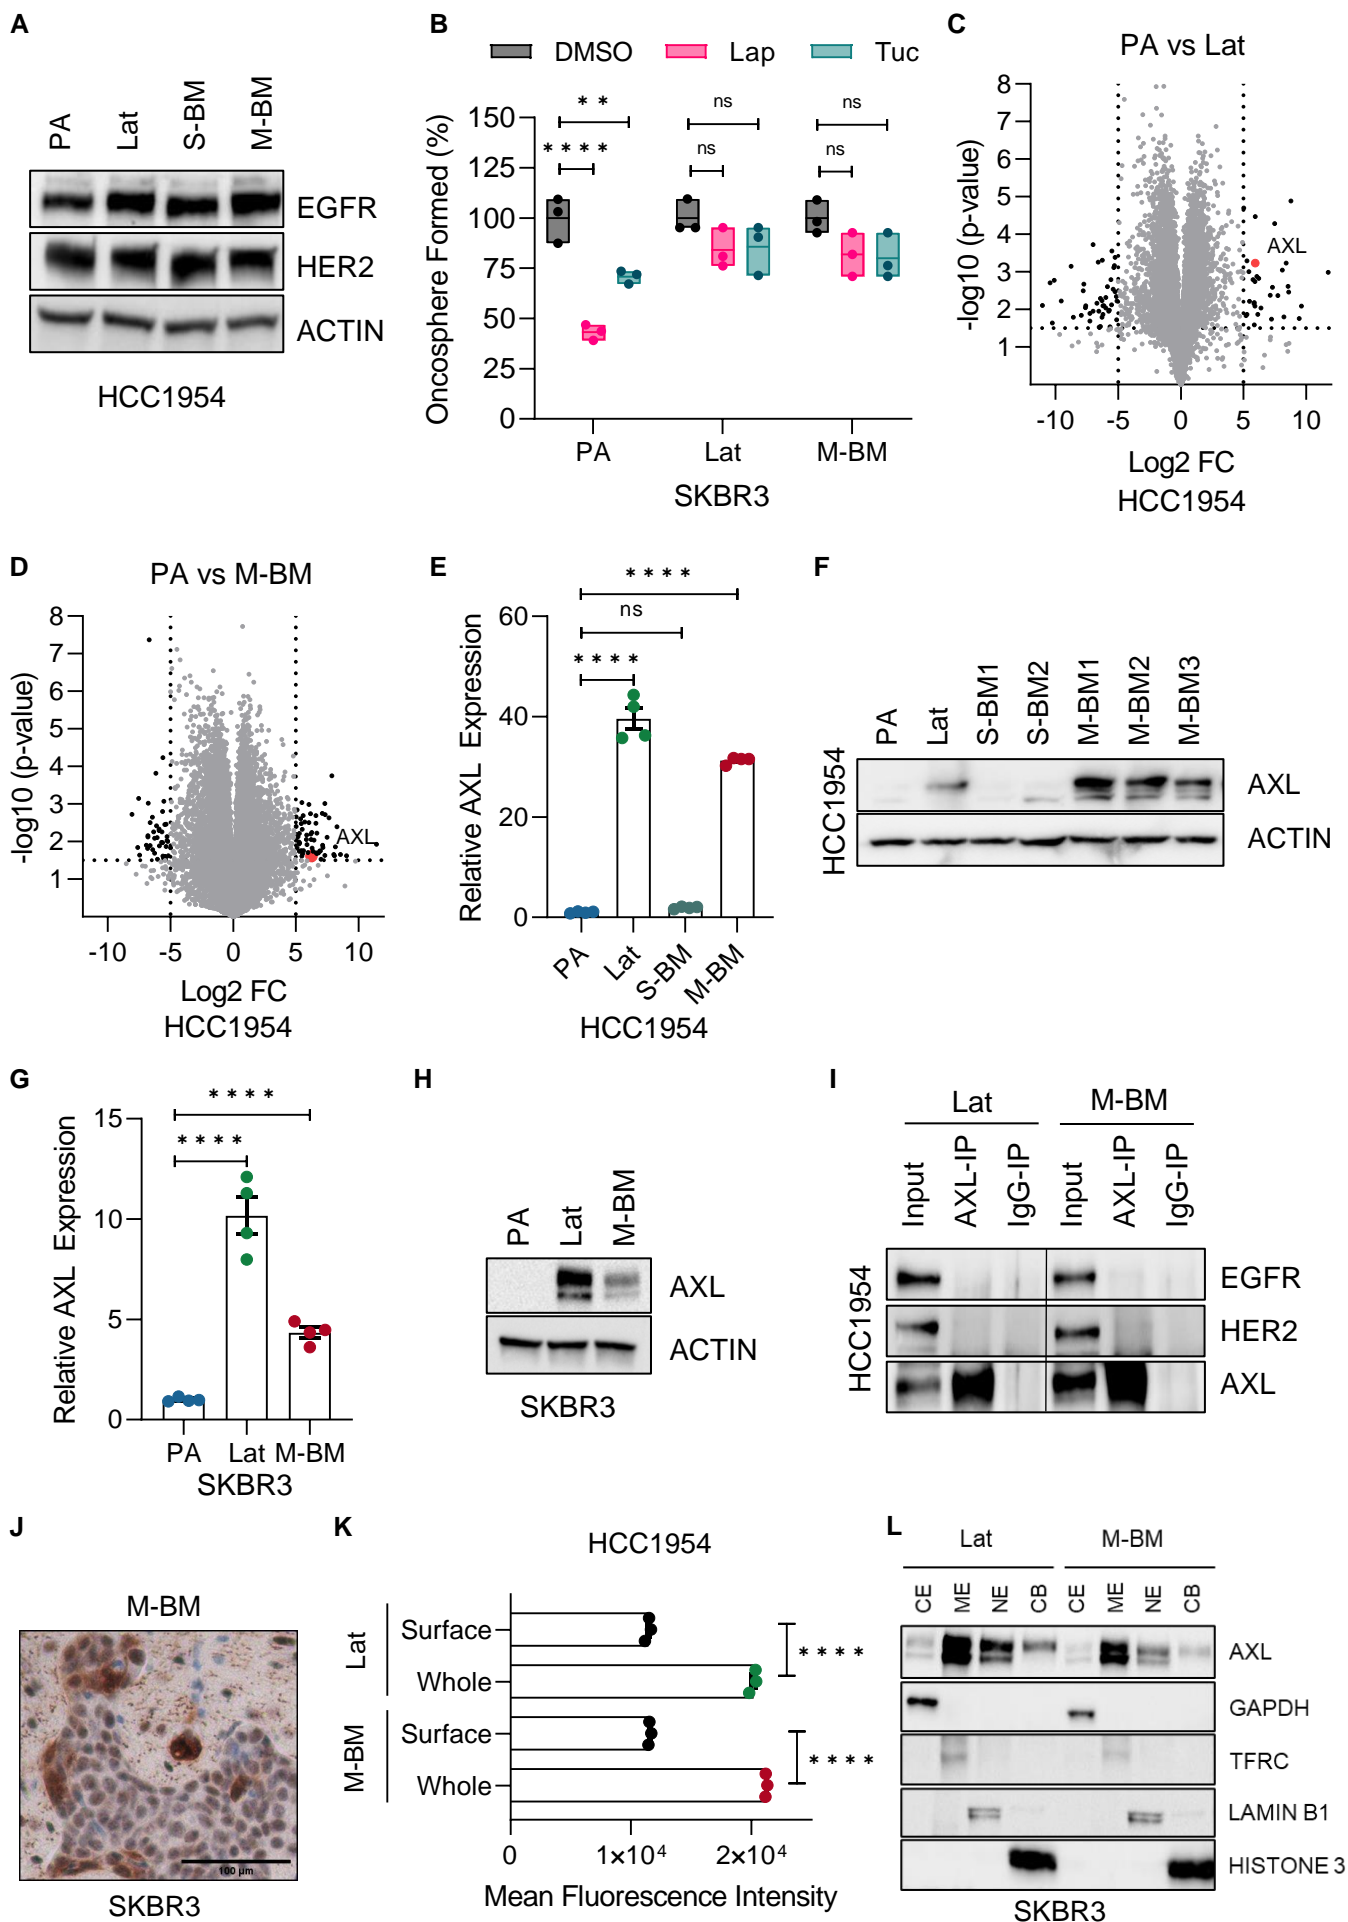 A
PA
Lat
S-BM
M-BM
EGFR
HER2
ACTIN
HCC1954
B
DMSO
Lap
Tuc
Oncosphere Formed (%)
150
125
100
75
50
25
0
* *
* * * *
ns
ns
ns
ns
PA
Lat
M-BM
SKBR3
C
PA vs Lat
-log10 (p-value)
8
7
6
5
4
3
2
1
AXL
-10
-5
0
5
10
Log2 FC
HCC1954
D
PA vs M-BM
-log10 (p-value)
8
7
6
5
4
3
2
1
AXL
-10
-5
0
5
10
Log2 FC
HCC1954
E
Relative AXL Expression
60
40
20
0
* * * *
ns
* * * *
PA
Lat
S-BM
M-BM
HCC1954
F
PA
Lat
S-BM1
S-BM2
M-BM1
M-BM2
M-BM3
HCC1954
AXL
ACTIN
G
Relative AXL Expression
15
10
5
0
* * * *
* * * *
PA
Lat
M-BM
SKBR3
H
PA
Lat
M-BM
AXL
ACTIN
SKBR3
I
Lat
M-BM
Input
AXL-IP
IgG-IP
Input
AXL-IP
IgG-IP
HCC1954
EGFR
HER2
AXL
J
M-BM
100 µm
SKBR3
K
HCC1954
Lat
M-BM
Surface
Whole
Surface
Whole
* * * *
* * * *
0
1×10⁴
2×10⁴
Mean Fluorescence Intensity
L
Lat
M-BM
CE
ME
NE
CB
CE
ME
NE
CB
AXL
GAPDH
TFRC
LAMIN B1
HISTONE 3
SKBR3